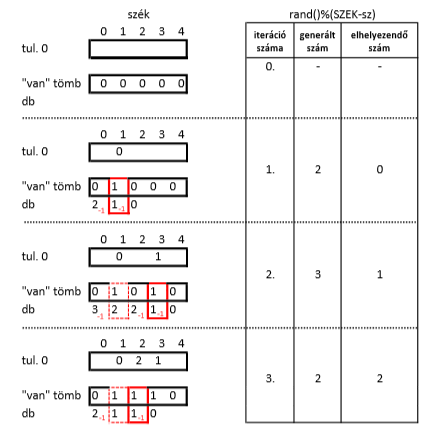 szék
rand()%(SZEK-sz)
0 1 2 3 4
iteráció száma generált szám elhelyezendő szám
tul. 0
0. - -
"van" tömb 0 0 0 0 0
db
0 1 2 3 4
tul. 0 0
1. 2 0
"van" tömb 0 1 0 0 0
db 2 -1 1 -1 0
0 1 2 3 4
tul. 0 0 1
2. 3 1
"van" tömb 0 1 0 1 0
db 3 -1 2 2 -1 1 -1 0
0 1 2 3 4
tul. 0 0 2 1
3. 2 2
"van" tömb 0 1 1 1 0
db 2 -1 1 1 -1 0